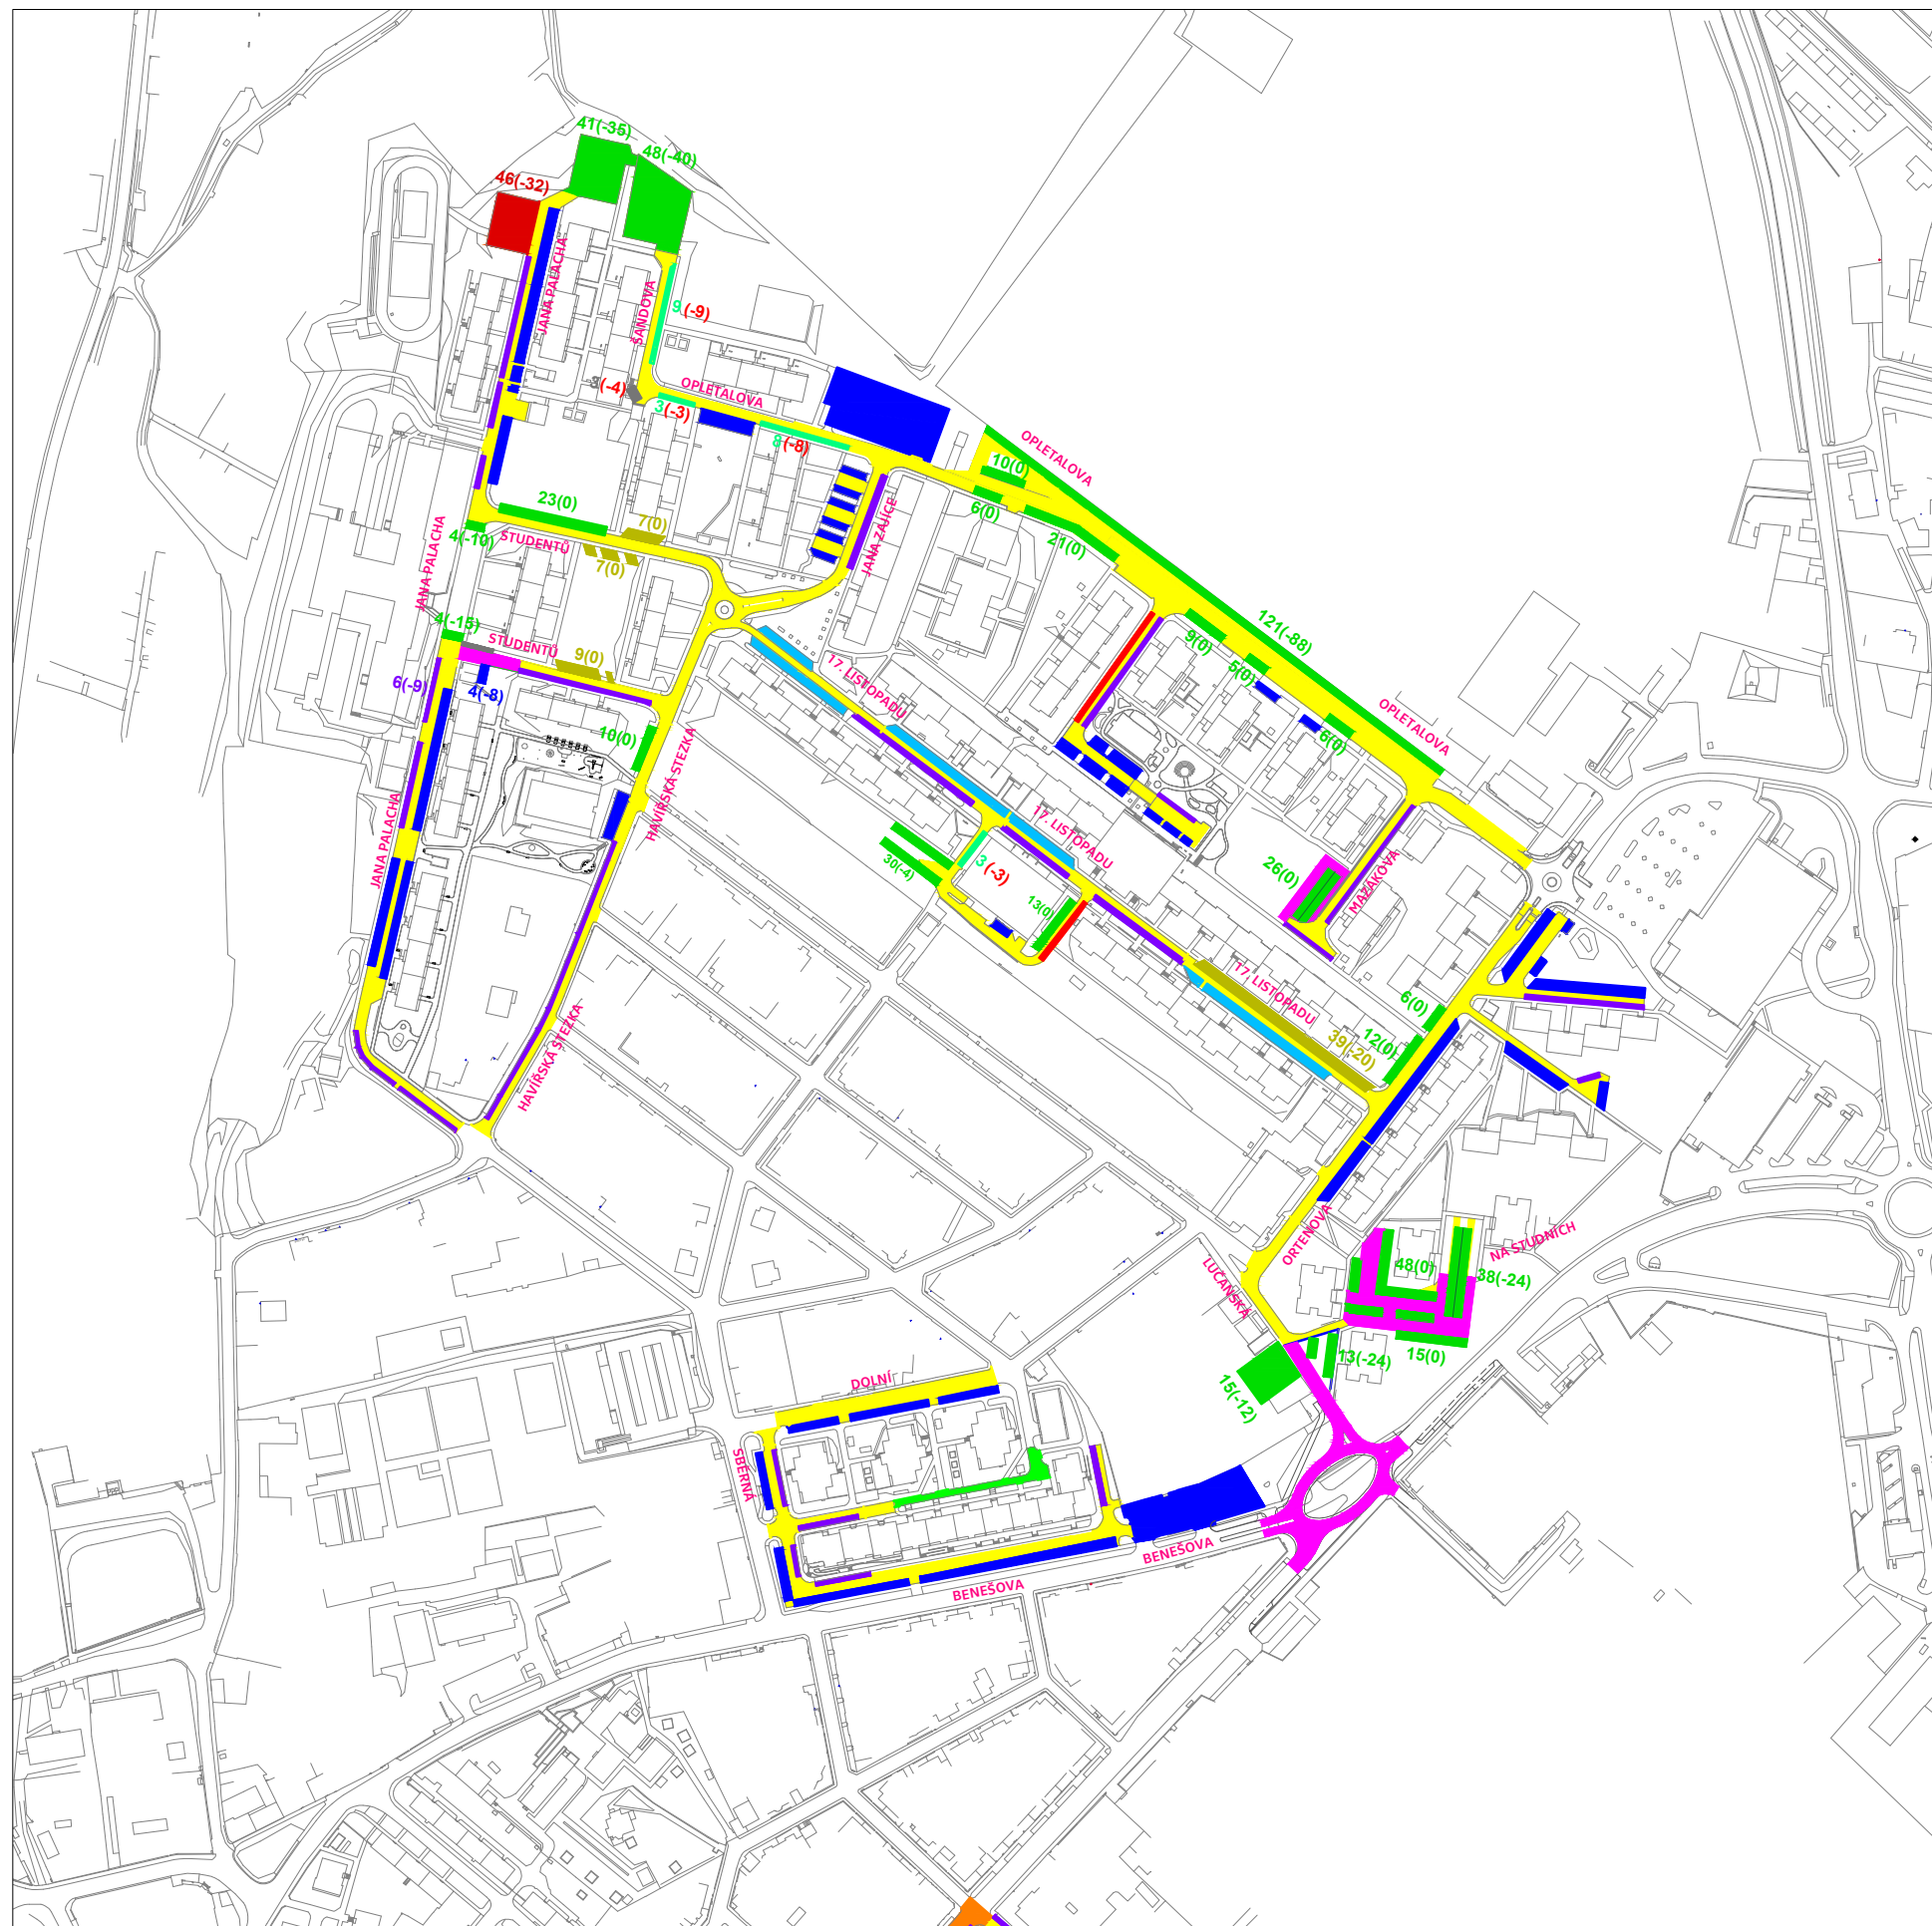 41(-35)
48(-40)
46(-32)
JANA PALACHA
ŠANDOVA
9 (-9)
(-4)
OPLETALOVA
3(-3)
8(-8)
OPLETALOVA
10(0)
6(0)
21(0)
23(0)
7(0)
4(-10)
STUDENTŮ
7(0)
JANA ZAJÍCE
JANA PALACHA
4(-15)
STUDENTŮ
9(0)
6(-9)
4(-8)
121(-88)
9(0)
5(0)
6(0)
OPLETALOVA
17. LISTOPADU
10(0)
HAVÍŘSKÁ STEZKA
JANA PALACHA
17. LISTOPADU
30(-4)
3 (-3)
13(0)
26(0)
MAZÁKOVA
17. LISTOPADU
6(0)
12(0)
39(-20)
HAVÍŘSKÁ STEZKA
ORTENOVA
LUČANSKÁ
NA STUDNÍCH
48(0)
38(-24)
15(0)
13(-24)
15(-12)
DOLNÍ
SBĚRNÁ
BENEŠOVA
BENEŠOVA